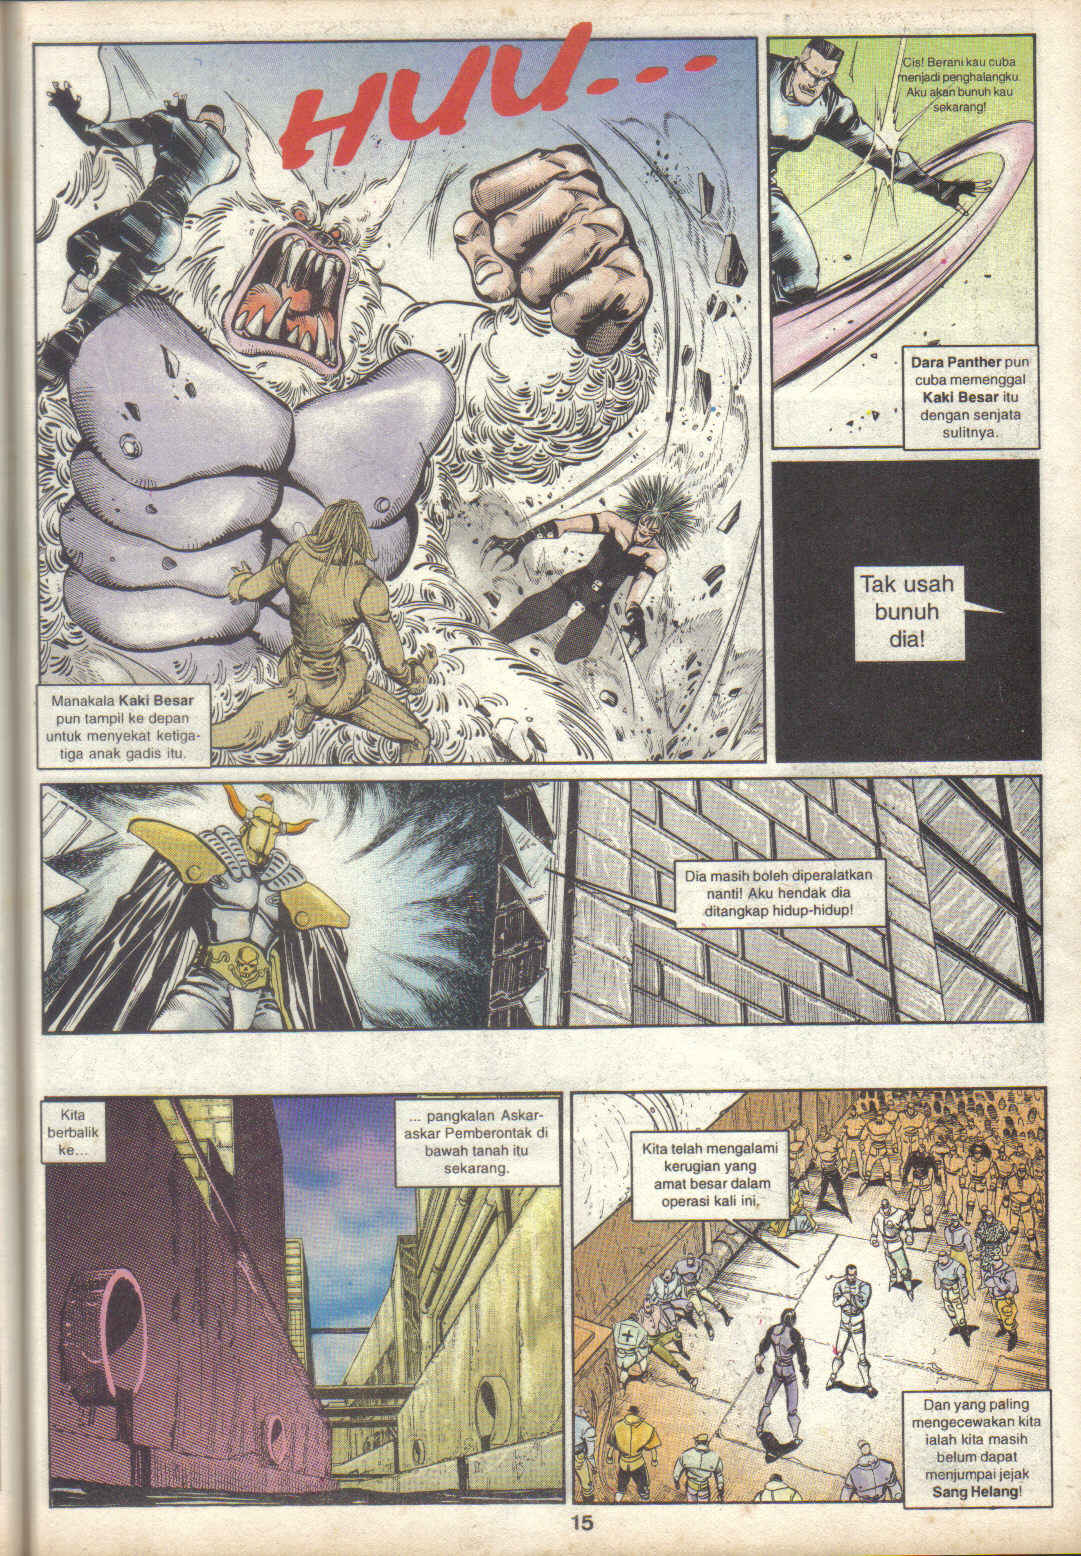 HUU...
Manakala Kaki Besar
pun tampil ke depan
untuk menyekat ketiga-
tiga anak gadis itu.
Cis! Berani kau cuba
menjadi penghalangku.
Aku akan bunuh kau
sekarang!
Dara Panther pun
cuba memenggal
Kaki Besar itu
dengan senjata
sulitnya.
Tak usah
bunuh
dia!
Dia masih boleh diperalatkan
nanti! Aku hendak dia
ditangkap hidup-hidup!
Kita
berbalik
ke...
... pangkalan Askar-
askar Pemberontak di
bawah tanah itu
sekarang.
Kita telah mengalami
kerugian yang
amat besar dalam
operasi kali ini,
Dan yang paling
mengecewakan kita
ialah kita masih
belum dapat
menjumpai jejak
Sang Helang!
15